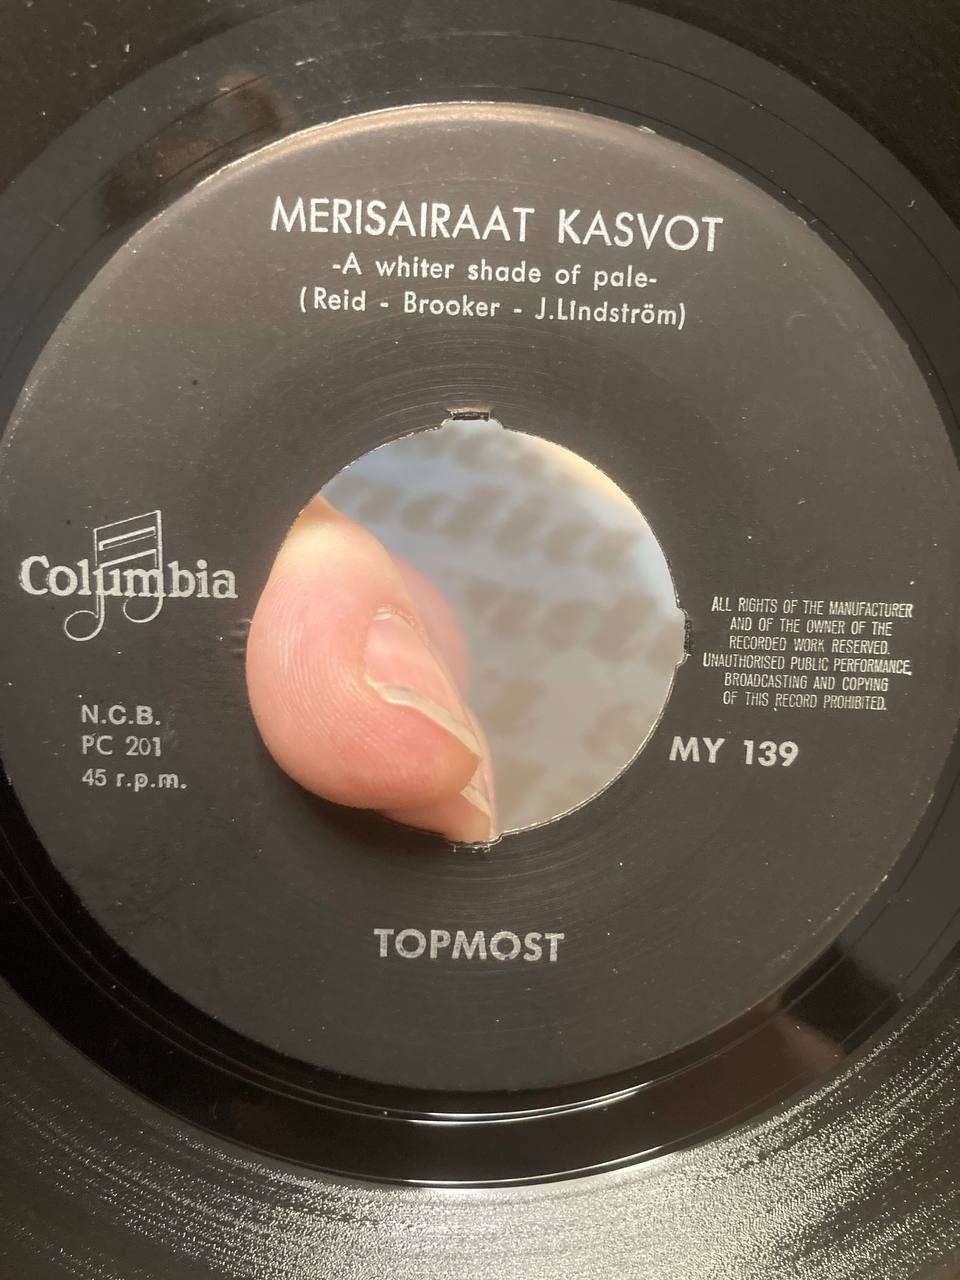 MERISAIRAAT KASVOT
-A whiter shade of pale-
(Reid - Brooker - J.Lindström)
Columbia
N.C.B.
PC 201
45 r.p.m.
ALL RIGHTS OF THE MANUFACTURER
AND OF THE OWNER OF THE
RECORDED WORK RESERVED.
UNAUTHORISED PUBLIC PERFORMANCE,
BROADCASTING AND COPYING
OF THIS RECORD PROHIBITED.
MY 139
TOPMOST